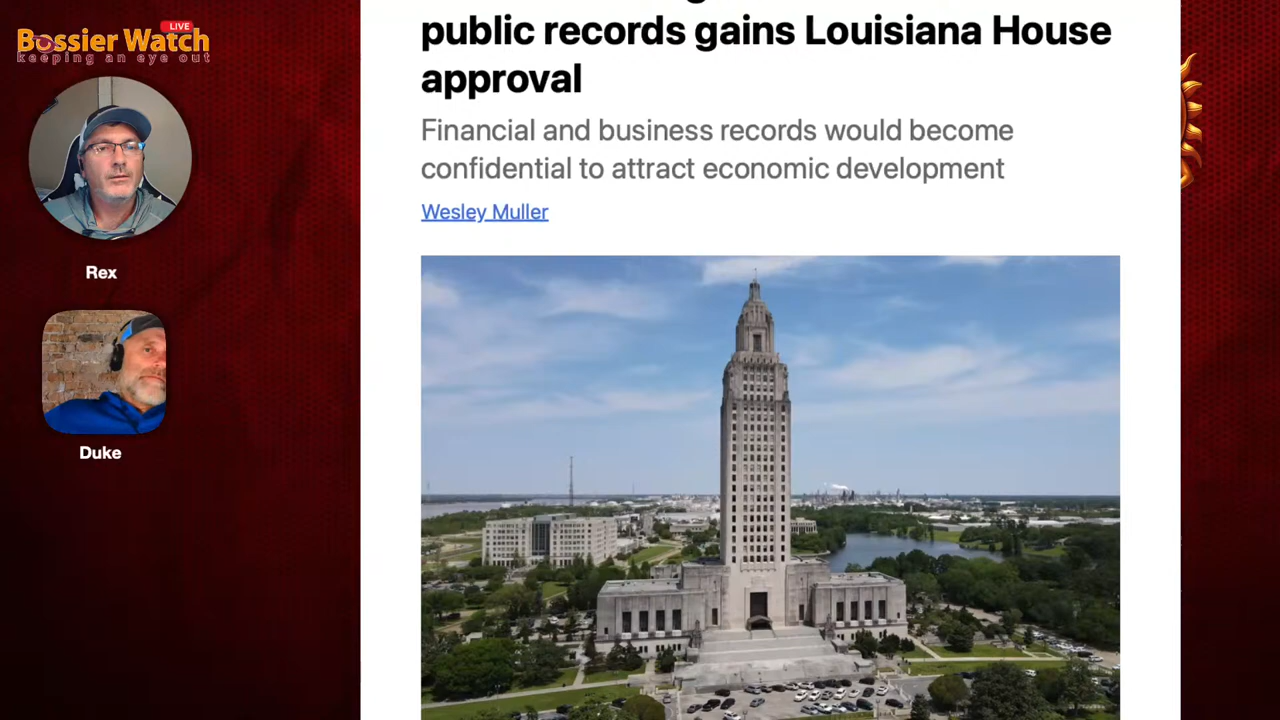 LIVE
Bossier Watch
keeping an eye out
Rex
Duke
public records gains Louisiana House
approval
Financial and business records would become
confidential to attract economic development
Wesley Muller